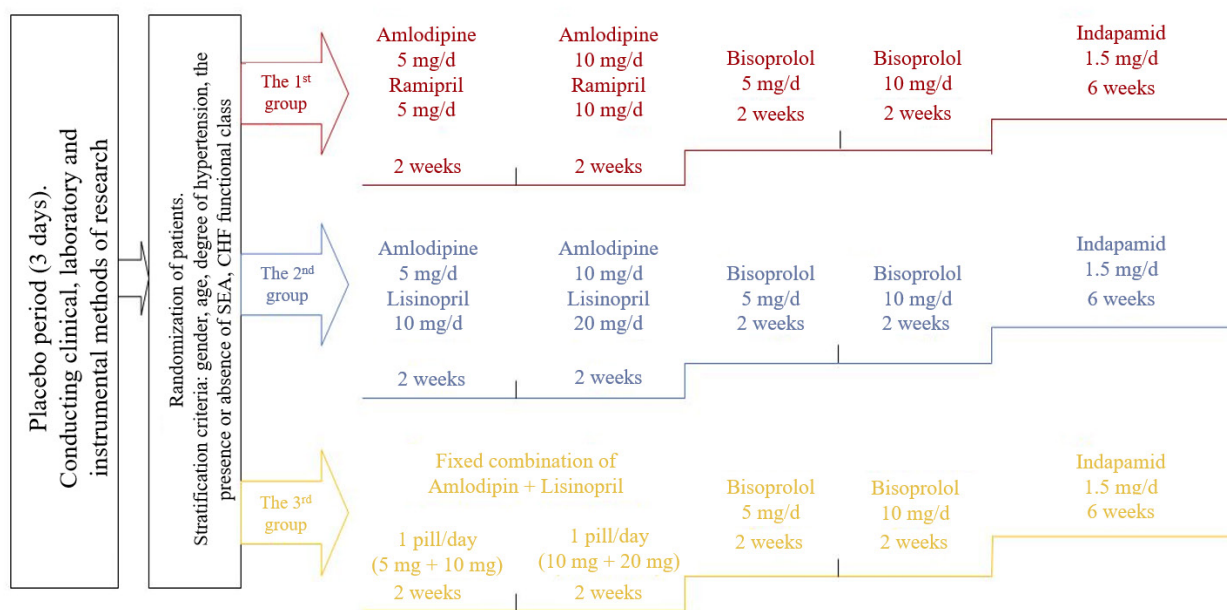 Placebo period (3 days).
Conducting clinical, laboratory and
instrumental methods of research
Randomization of patients.
Stratification criteria: gender, age, degree of hypertension, the
presence or absence of SEA, CHF functional class
The 1st
group
Amlodipine
5 mg/d
Ramipril
5 mg/d
2 weeks
Amlodipine
10 mg/d
Ramipril
10 mg/d
2 weeks
Bisoprolol
5 mg/d
2 weeks
Bisoprolol
10 mg/d
2 weeks
Indapamid
1.5 mg/d
6 weeks
The 2nd
group
Amlodipine
5 mg/d
Lisinopril
10 mg/d
2 weeks
Amlodipine
10 mg/d
Lisinopril
20 mg/d
2 weeks
Bisoprolol
5 mg/d
2 weeks
Bisoprolol
10 mg/d
2 weeks
Indapamid
1.5 mg/d
6 weeks
The 3rd
group
Fixed combination of
Amlodipin + Lisinopril
1 pill/day
(5 mg + 10 mg)
2 weeks
1 pill/day
(10 mg + 20 mg)
2 weeks
Bisoprolol
5 mg/d
2 weeks
Bisoprolol
10 mg/d
2 weeks
Indapamid
1.5 mg/d
6 weeks